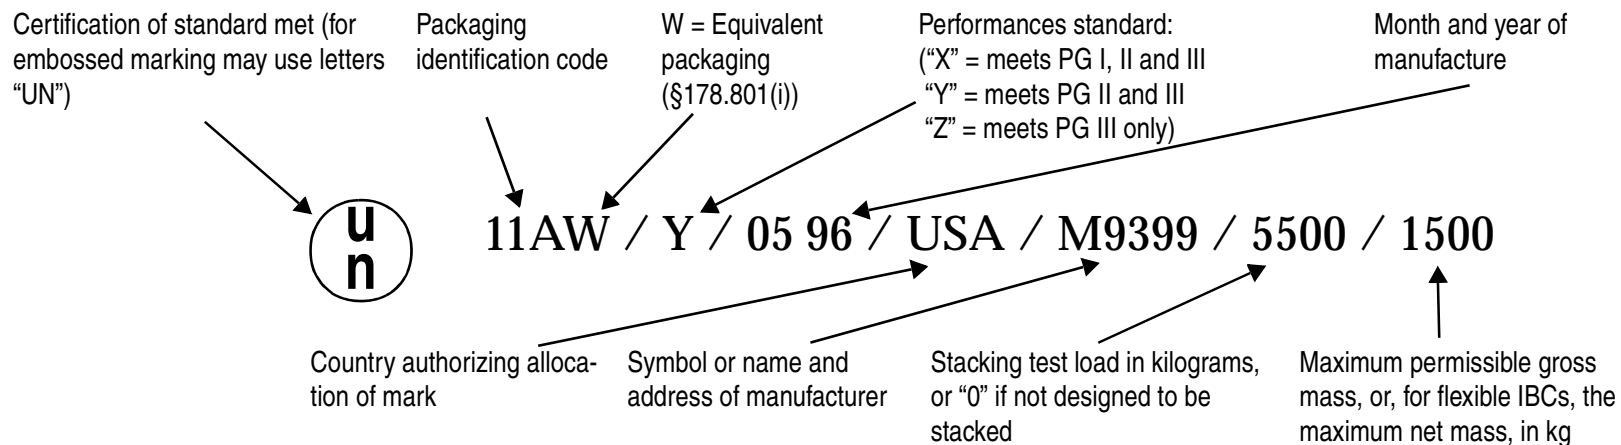 Certification of standard met (for
embossed marking may use letters
“UN”)
Packaging
identification code
W = Equivalent
packaging
(§178.801(i))
Performances standard:
(“X” = meets PG I, II and III
“Y” = meets PG II and III
“Z” = meets PG III only)
Month and year of
manufacture
u
n
11AW / Y / 05 96 / USA / M9399 / 5500 / 1500
Country authorizing alloca-
tion of mark
Symbol or name and
address of manufacturer
Stacking test load in kilograms,
or “0” if not designed to be
stacked
Maximum permissible gross
mass, or, for flexible IBCs, the
maximum net mass, in kg